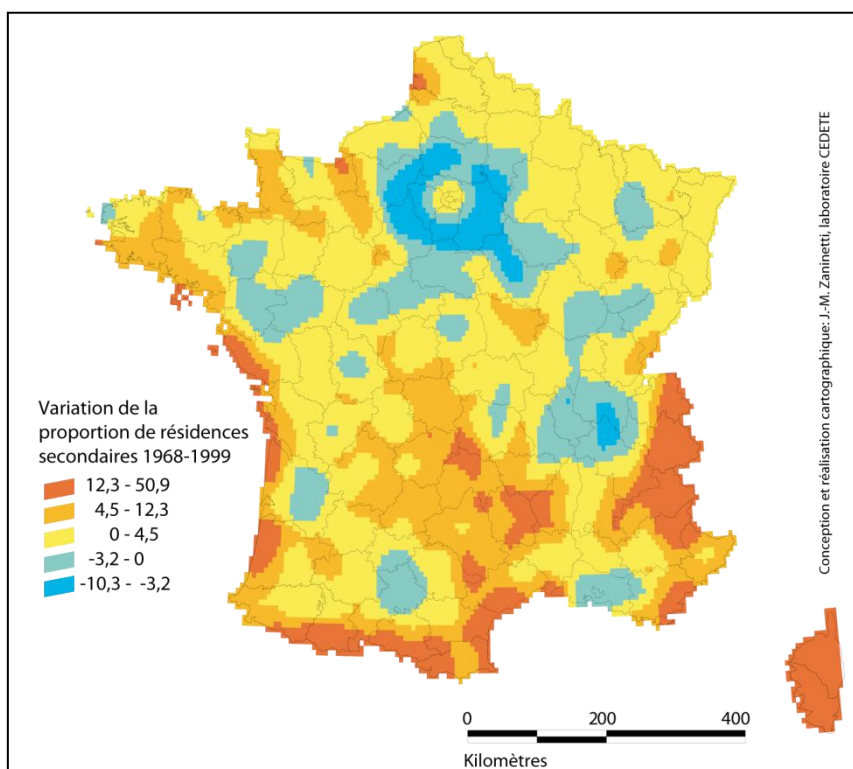 Variation de la
proportion de résidences
secondaires 1968-1999
12,3 - 50,9
4,5 - 12,3
0 - 4,5
-3,2 - 0
-10,3 - -3,2
Conception et réalisation cartographique: J.-M. Zaninetti, laboratoire CEDETE
0 200 400
Kilomètres